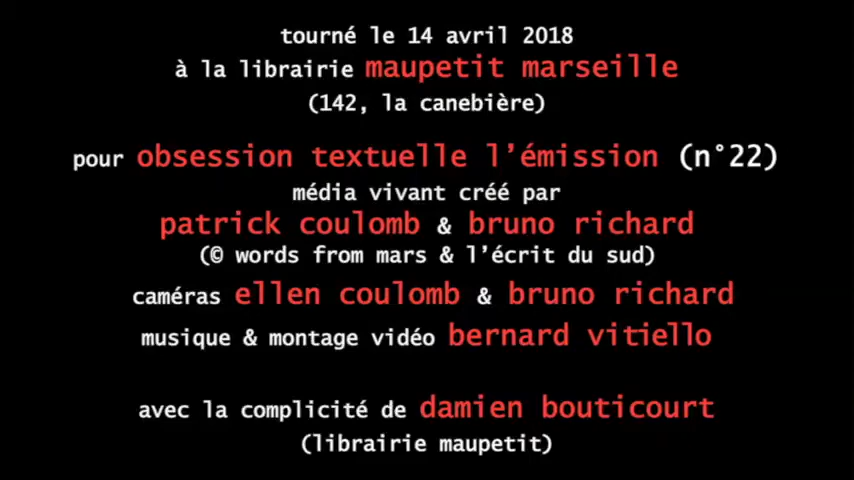 tourné le 14 avril 2018
à la librairie maupetit marseille
(142, la canebière)
pour obsession textuelle l’émission (n°22)
média vivant créé par
patrick coulomb & bruno richard
(© words from mars & l’écrit du sud)
caméras ellen coulomb & bruno richard
musique & montage vidéo bernard vitiello
avec la complicité de damien bouticourt
(librairie maupetit)